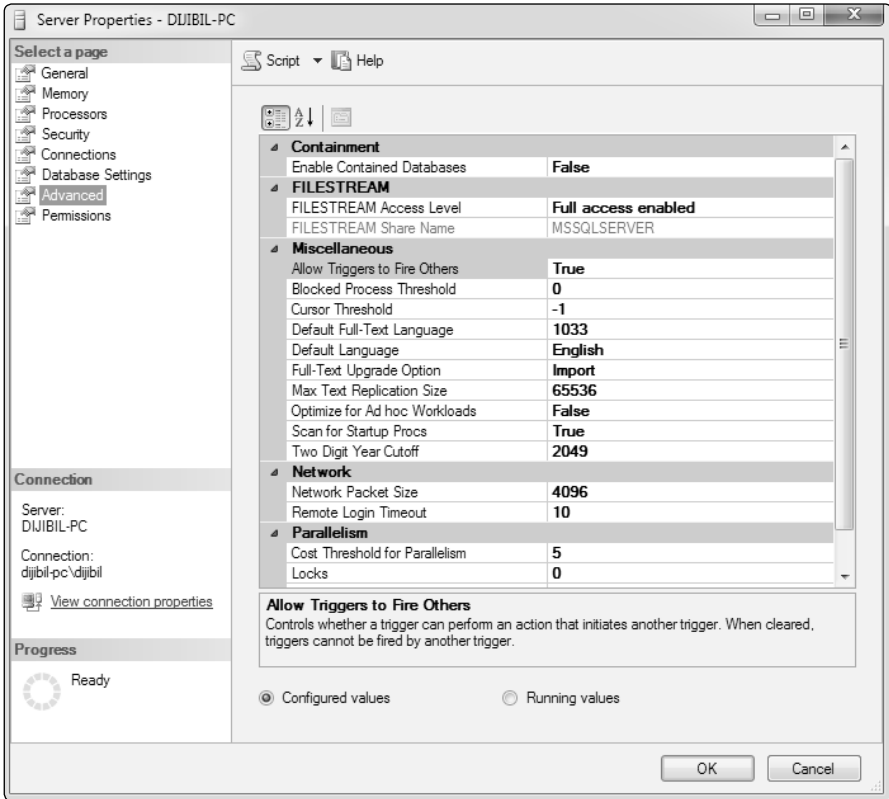 Server Properties - DIJIBIL-PC
Select a page
General
Memory
Processors
Security
Connections
Database Settings
Advanced
Permissions
Connection
Server:
DIJIBIL-PC
Connection:
dijibil-pc\dijibil
View connection properties
Progress
Ready
Script Help
Containment
Enable Contained Databases False
FILESTREAM
FILESTREAM Access Level Full access enabled
FILESTREAM Share Name MSSQLSERVER
Miscellaneous
Allow Triggers to Fire Others True
Blocked Process Threshold 0
Cursor Threshold -1
Default Full-Text Language 1033
Default Language English
Full-Text Upgrade Option Import
Max Text Replication Size 65536
Optimize for Ad hoc Workloads False
Scan for Startup Procs True
Two Digit Year Cutoff 2049
Network
Network Packet Size 4096
Remote Login Timeout 10
Parallelism
Cost Threshold for Parallelism 5
Locks 0
Allow Triggers to Fire Others
Controls whether a trigger can perform an action that initiates another trigger. When cleared,
triggers cannot be fired by another trigger.
Configured values Running values
OK Cancel